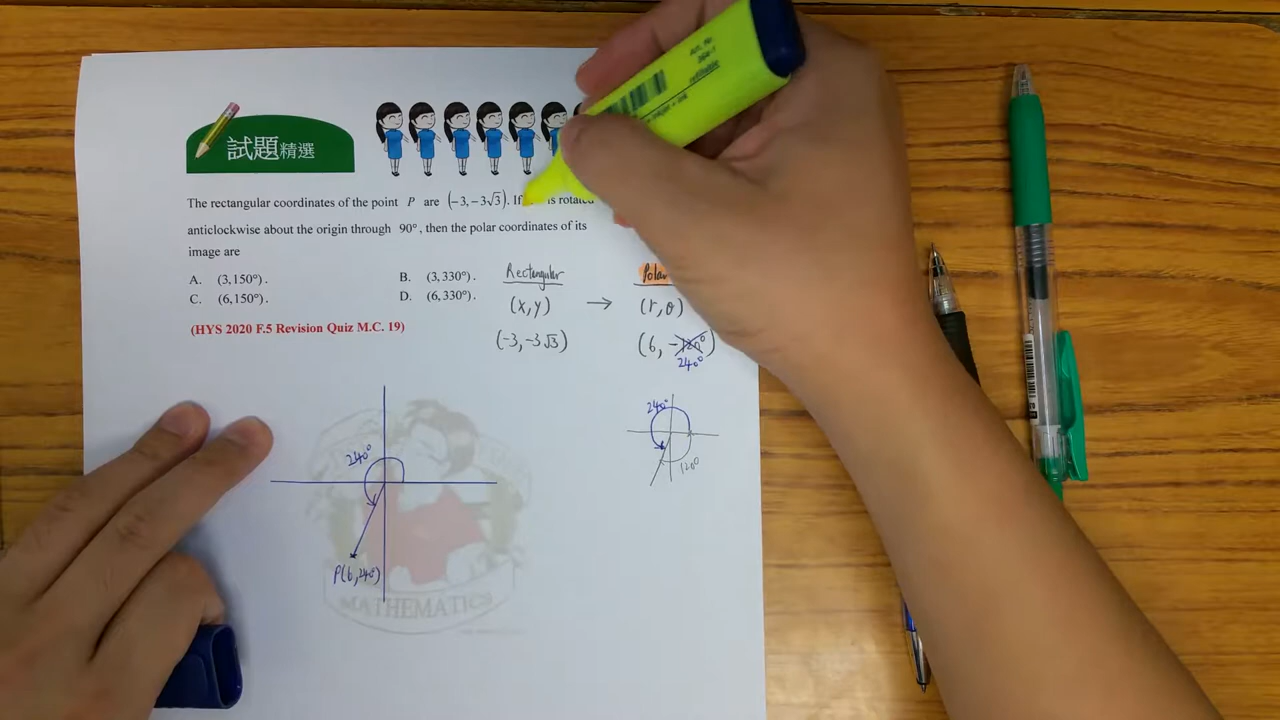 試題精選
The rectangular coordinates of the point P are (−3, −3√3). If is rotated
anticlockwise about the origin through 90°, then the polar coordinates of its
image are
A. (3, 150°). B. (3, 330°).
C. (6, 150°). D. (6, 330°).
(HYS 2020 F.5 Revision Quiz M.C. 19)
Rectangular Polar
(x, y) → (r, θ)
(-3, -3√3) (6, -120°)
240°
240°
120°
240°
P(6, 240°)
MATHEMATICS